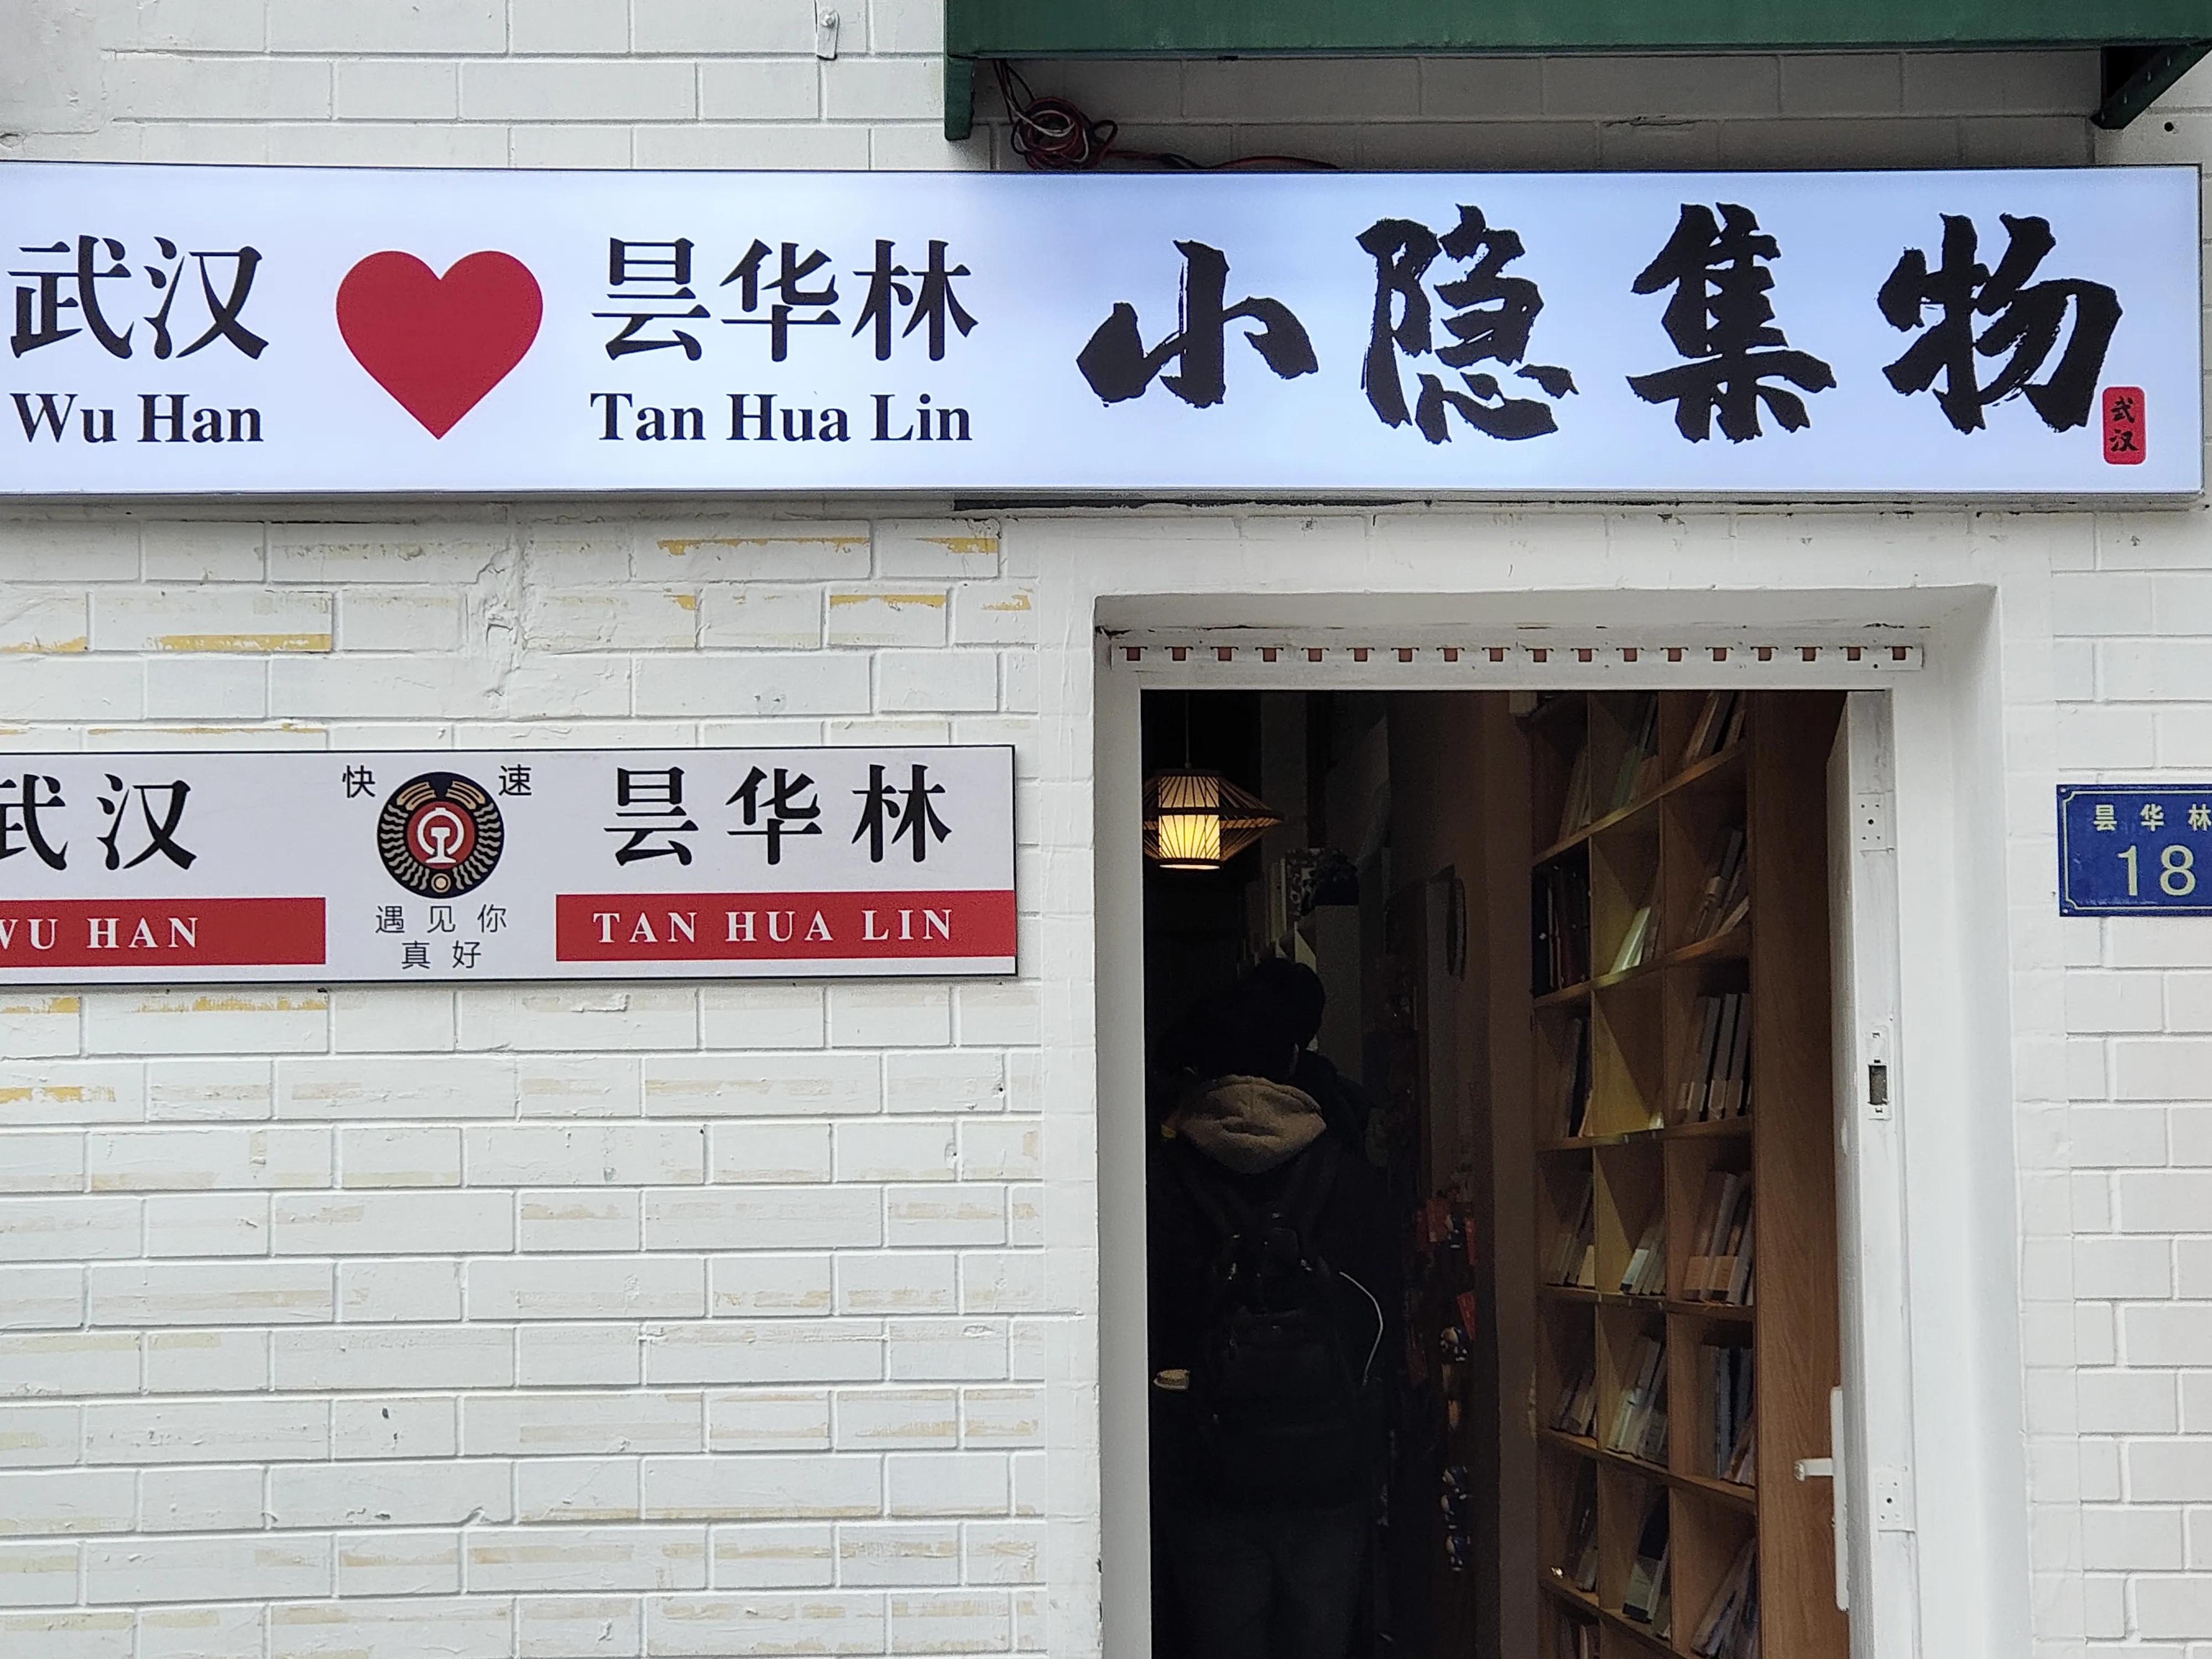 武汉 ❤ 昙华林 小隐集物
Wu Han Tan Hua Lin
武汉
武汉 快速 昙华林
WU HAN TAN HUA LIN
遇见你
真好
昙华林
18